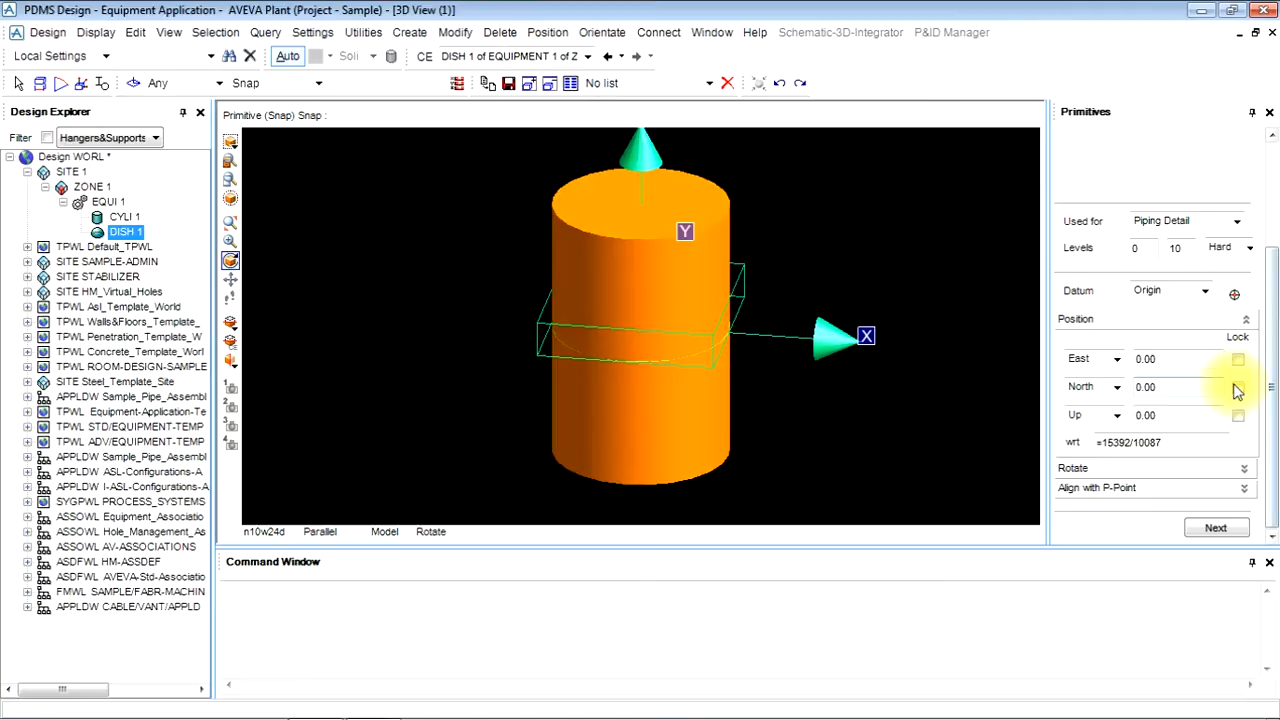 PDMS Design - Equipment Application - AVEVA Plant (Project - Sample) - [3D View (1)]
Design Display Edit View Selection Query Settings Utilities Create Modify Delete Position Orientate Connect Window Help Schematic-3D-Integrator P&ID Manager
Local Settings Auto Soli CE DISH 1 of EQUIPMENT 1 of Z
Any Snap No list
Design Explorer
Filter Hangers&Supports
Design WORL *
SITE 1
ZONE 1
EQUI 1
CYLI 1
DISH 1
TPWL Default_TPWL
SITE SAMPLE-ADMIN
SITE STABILIZER
SITE HM_Virtual_Holes
TPWL Asl_Template_World
TPWL Walls&Floors_Template_
TPWL Penetration_Template_W
TPWL Concrete_Template_Worl
TPWL ROOM-DESIGN-SAMPLE
SITE Steel_Template_Site
APPLDW Sample_Pipe_Assembl
TPWL Equipment-Application-Te
TPWL STD/EQUIPMENT-TEMP
TPWL ADV/EQUIPMENT-TEMP
APPLDW Sample_Pipe_Assembl
APPLDW ASL-Configurations-A
APPLDW I-ASL-Configurations-A
SYGPWL PROCESS_SYSTEMS
ASSOWL Equipment_Associatio
ASSOWL Hole_Management_As
ASSOWL AV-ASSOCIATIONS
ASDFWL HM-ASSDEF
ASDFWL AVEVA-Std-Associatio
FMWL SAMPLE/FABR-MACHIN
APPLDW CABLE/VANT/APPLD
Primitive (Snap) Snap :
Y
X
n10w24d Parallel Model Rotate
Command Window
Primitives
Used for Piping Detail
Levels 0 10 Hard
Datum Origin
Position
Lock
East 0.00
North 0.00
Up 0.00
wrt =15392/10087
Rotate
Align with P-Point
Next